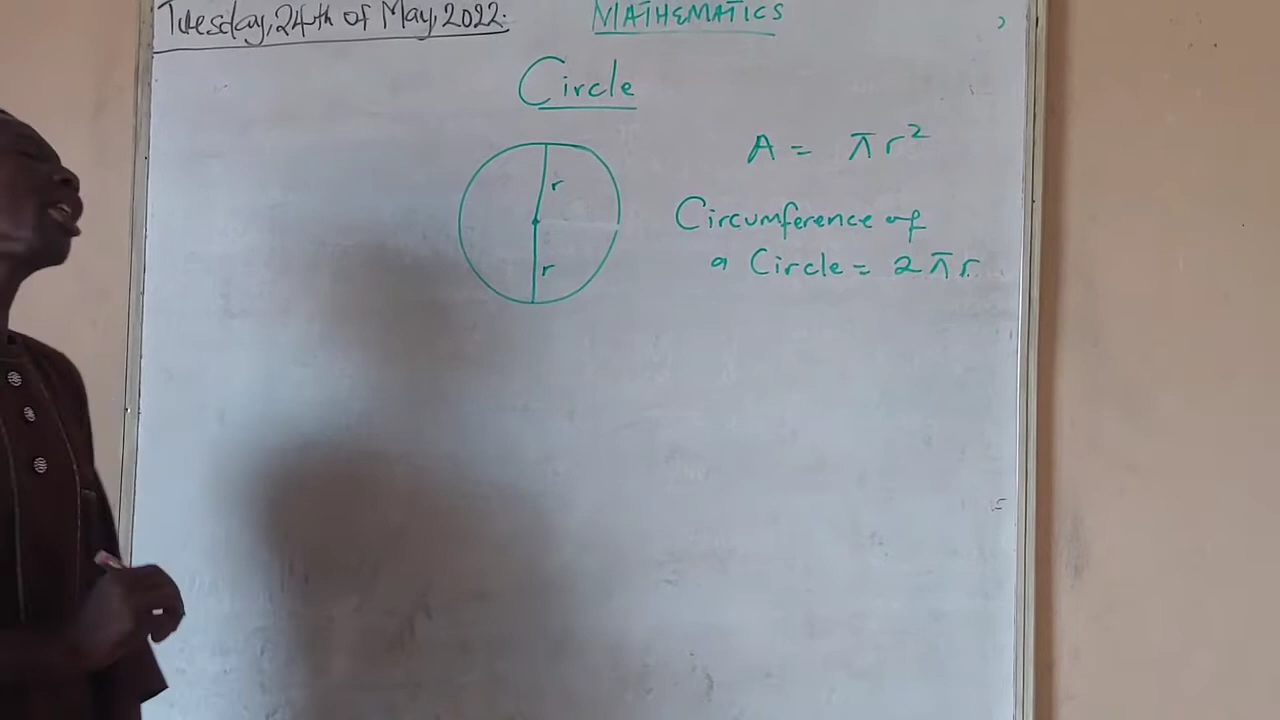 Tuesday, 24th of May, 2022.
MATHEMATICS
Circle
r
r
A = πr²
Circumference of
a Circle = 2πr